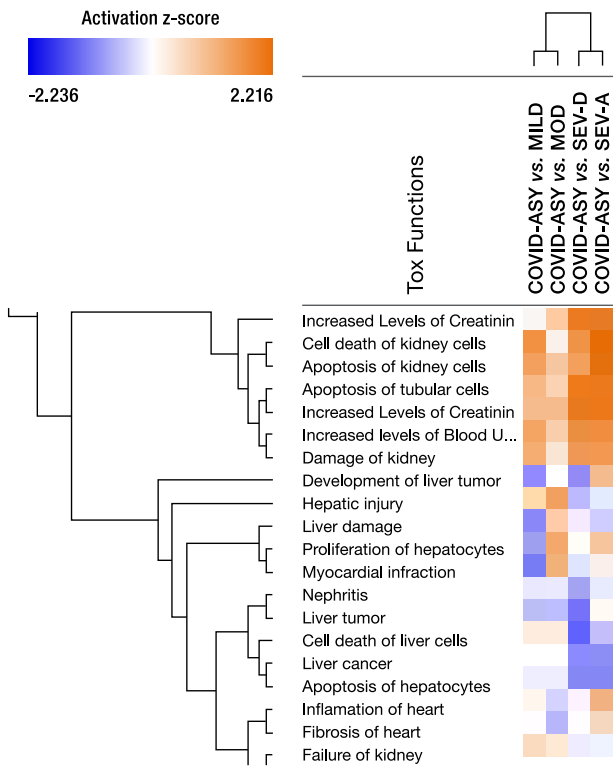 Activation z-score
-2.236 2.216
Tox Functions
COVID-ASY vs. MILD
COVID-ASY vs. MOD
COVID-ASY vs. SEV-D
COVID-ASY vs. SEV-A
Increased Levels of Creatinin
Cell death of kidney cells
Apoptosis of kidney cells
Apoptosis of tubular cells
Increased Levels of Creatinin
Increased levels of Blood U...
Damage of kidney
Development of liver tumor
Hepatic injury
Liver damage
Proliferation of hepatocytes
Myocardial infraction
Nephritis
Liver tumor
Cell death of liver cells
Liver cancer
Apoptosis of hepatocytes
Inflamation of heart
Fibrosis of heart
Failure of kidney